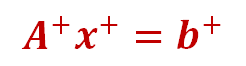 A⁺x⁺ = b⁺